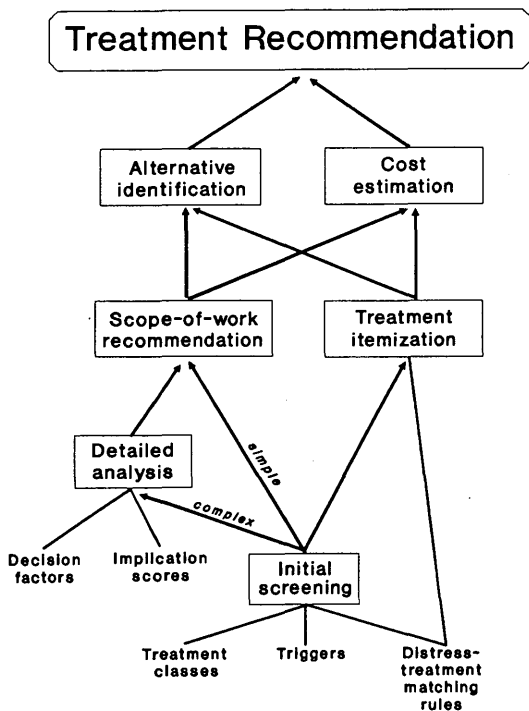 Treatment Recommendation
Alternative
identification
Cost
estimation
Scope-of-work
recommendation
Treatment
itemization
simple
Detailed
analysis
complex
Decision
factors
Implication
scores
Initial
screening
Treatment
classes
Triggers
Distress-
treatment
matching
rules